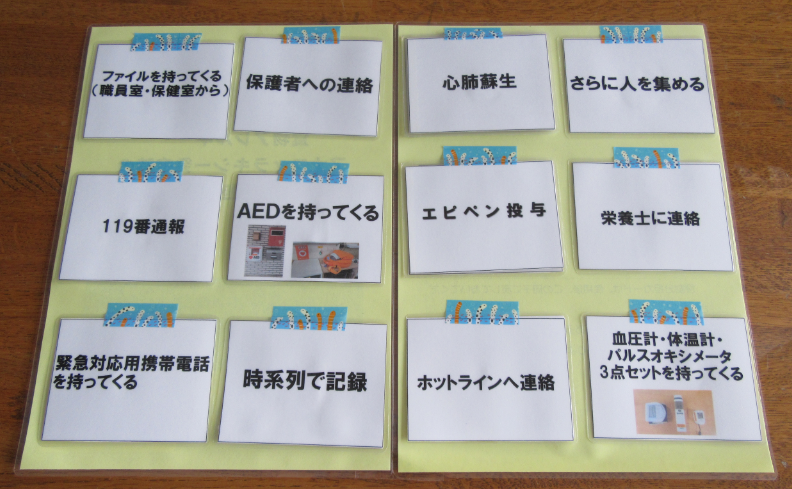 ファイルを持ってくる
（職員室・保健室から）
保護者への連絡
119番通報
AEDを持ってくる
緊急対応用携帯電話
を持ってくる
時系列で記録
心肺蘇生
さらに人を集める
エピペン投与
栄養士に連絡
ホットラインへ連絡
血圧計・体温計・
パルスオキシメータ
3点セットを持ってくる